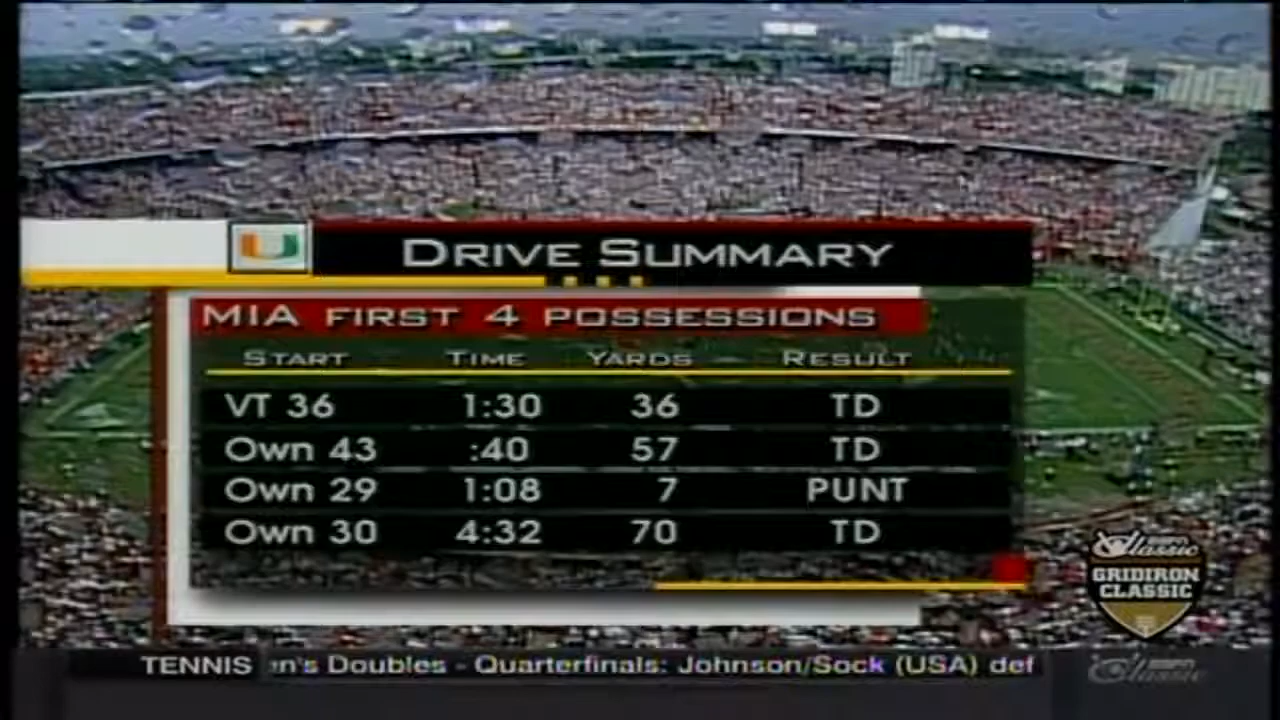 DRIVE SUMMARY
MIA FIRST 4 POSSESSIONS
START TIME YARDS RESULT
VT 36 1:30 36 TD
Own 43 :40 57 TD
Own 29 1:08 7 PUNT
Own 30 4:32 70 TD
ESPN
Classic
GRIDIRON
CLASSIC
TENNIS n's Doubles - Quarterfinals: Johnson/Sock (USA) def
ESPN
Classic